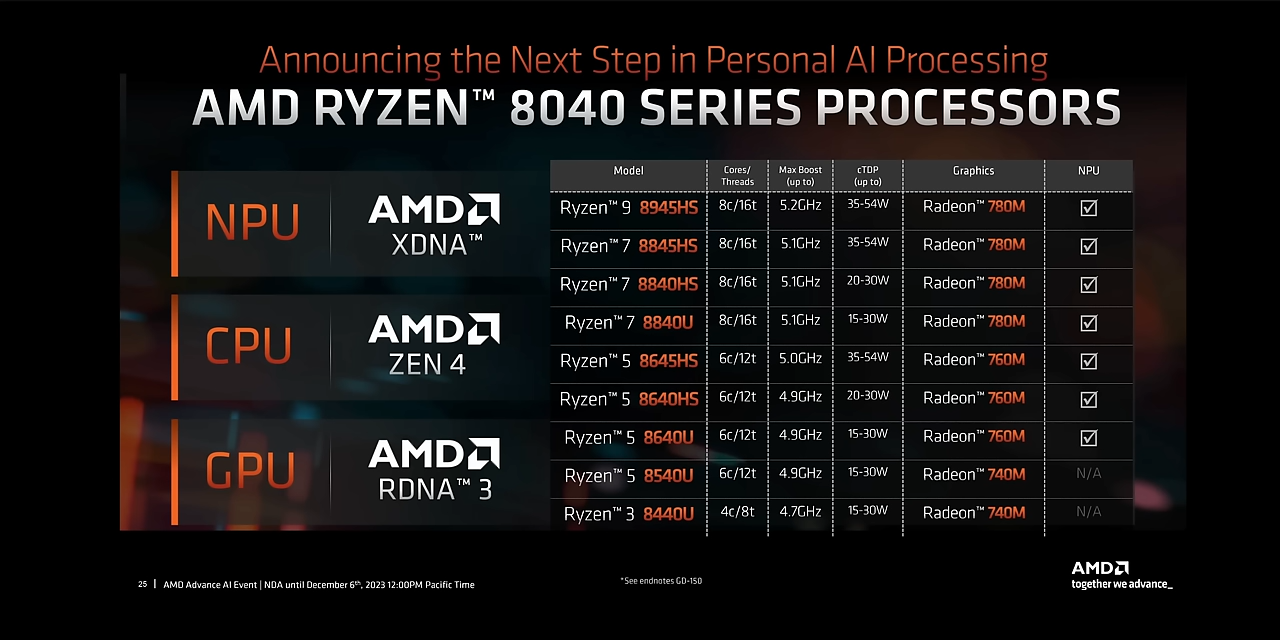 Announcing the Next Step in Personal AI Processing
AMD RYZEN™ 8040 SERIES PROCESSORS
NPU
AMD
XDNA™
CPU
AMD
ZEN 4
GPU
AMD
RDNA™ 3
Model Cores/Threads Max Boost (up to) cTDP (up to) Graphics NPU
Ryzen™ 9 8945HS 8c/16t 5.2GHz 35-54W Radeon™ 780M ☑
Ryzen™ 7 8845HS 8c/16t 5.1GHz 35-54W Radeon™ 780M ☑
Ryzen™ 7 8840HS 8c/16t 5.1GHz 20-30W Radeon™ 780M ☑
Ryzen™ 7 8840U 8c/16t 5.1GHz 15-30W Radeon™ 780M ☑
Ryzen™ 5 8645HS 6c/12t 5.0GHz 35-54W Radeon™ 760M ☑
Ryzen™ 5 8640HS 6c/12t 4.9GHz 20-30W Radeon™ 760M ☑
Ryzen™ 5 8640U 6c/12t 4.9GHz 15-30W Radeon™ 760M ☑
Ryzen™ 5 8540U 6c/12t 4.9GHz 15-30W Radeon™ 740M N/A
Ryzen™ 3 8440U 4c/8t 4.7GHz 15-30W Radeon™ 740M N/A
25 | AMD Advance AI Event | NDA until December 6th, 2023 12:00PM Pacific Time
*See endnotes GD-150
AMD
together we advance_